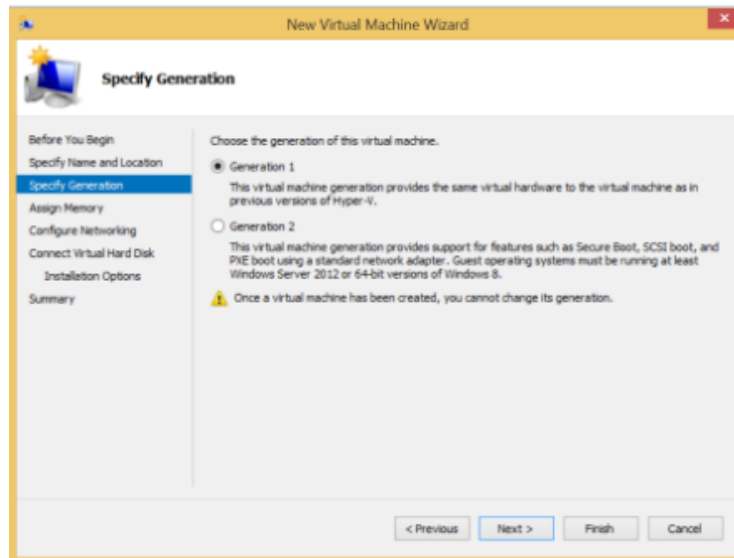 New Virtual Machine Wizard
Specify Generation
Before You Begin
Specify Name and Location
Specify Generation
Assign Memory
Configure Networking
Connect Virtual Hard Disk
Installation Options
Summary
Choose the generation of this virtual machine.
Generation 1
This virtual machine generation provides the same virtual hardware to the virtual machine as in
previous versions of Hyper-V.
Generation 2
This virtual machine generation provides support for features such as Secure Boot, SCSI boot, and
PXE boot using a standard network adapter. Guest operating systems must be running at least
Windows Server 2012 or 64-bit versions of Windows 8.
Once a virtual machine has been created, you cannot change its generation.
< Previous
Next >
Finish
Cancel